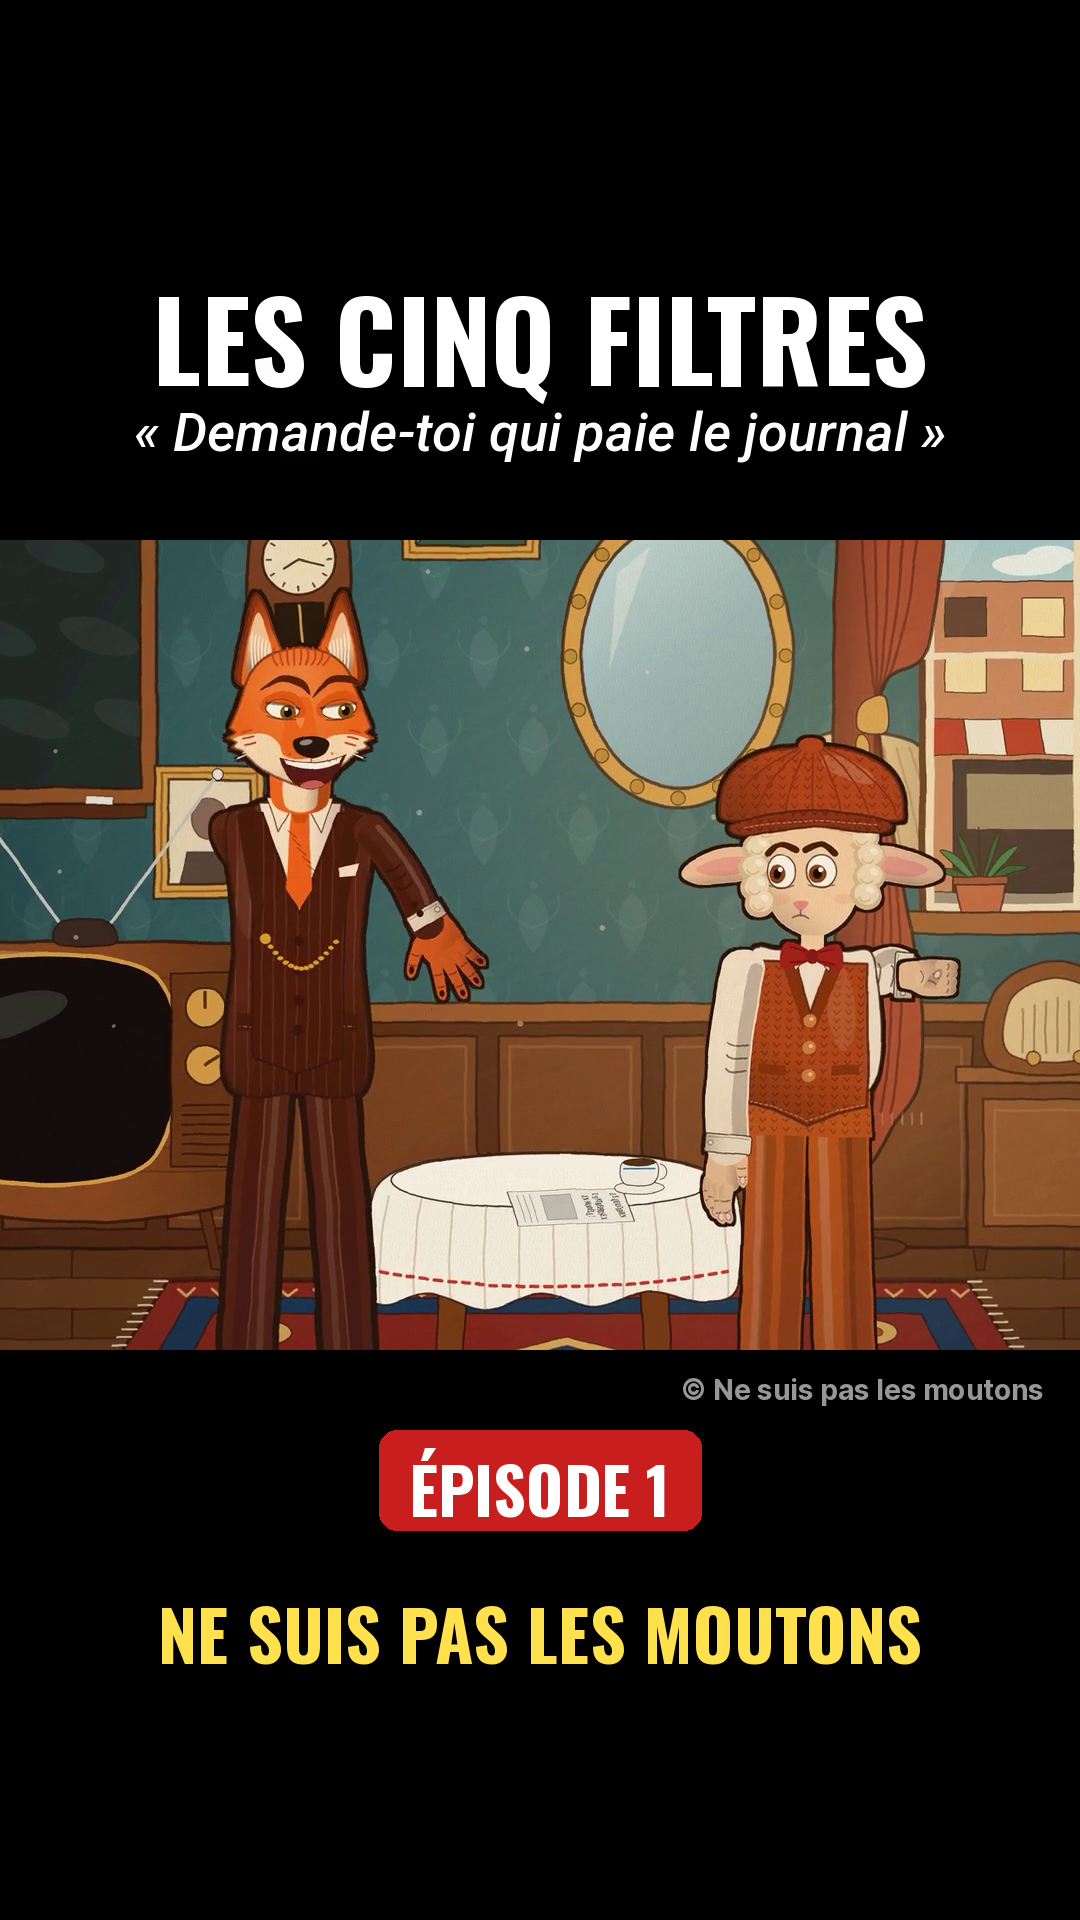 LES CINQ FILTRES
« Demande-toi qui paie le journal »
© Ne suis pas les moutons
ÉPISODE 1
NE SUIS PAS LES MOUTONS